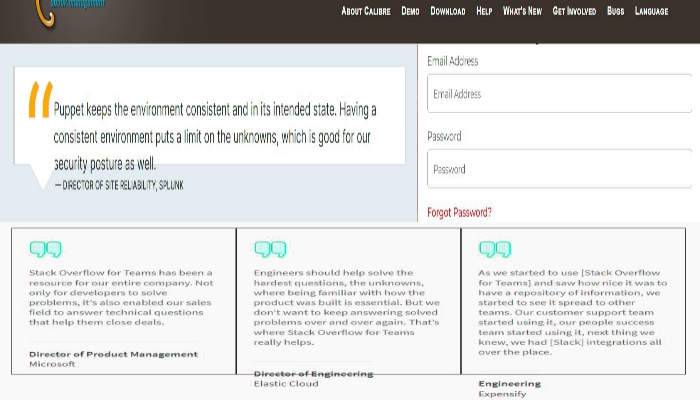 ebook management
About Calibre Demo Download Help What's New Get Involved Bugs Language
Puppet keeps the environment consistent and in its intended state. Having a
consistent environment puts a limit on the unknowns, which is good for our
security posture as well.
— DIRECTOR OF SITE RELIABILITY, SPLUNK
Email Address
Email Address
Password
Password
Forgot Password?
Stack Overflow for Teams has been a
resource for our entire company. Not
only for developers to solve
problems, it's also enabled our sales
field to answer technical questions
that help them close deals.
Director of Product Management
Microsoft
Engineers should help solve the
hardest questions, the unknowns,
where being familiar with how the
product was built is essential. But we
don't want to keep answering solved
problems over and over again. That's
where Stack Overflow for Teams
really helps.
Director of Engineering
Elastic Cloud
As we started to use [Stack Overflow
for Teams] and saw how nice it was to
have a repository of information, we
started to see it spread to other
teams. Our customer support team
started using it, our people success
team started using it, next thing we
knew, we had [Slack] integrations all
over the place.
Engineering
Expensify